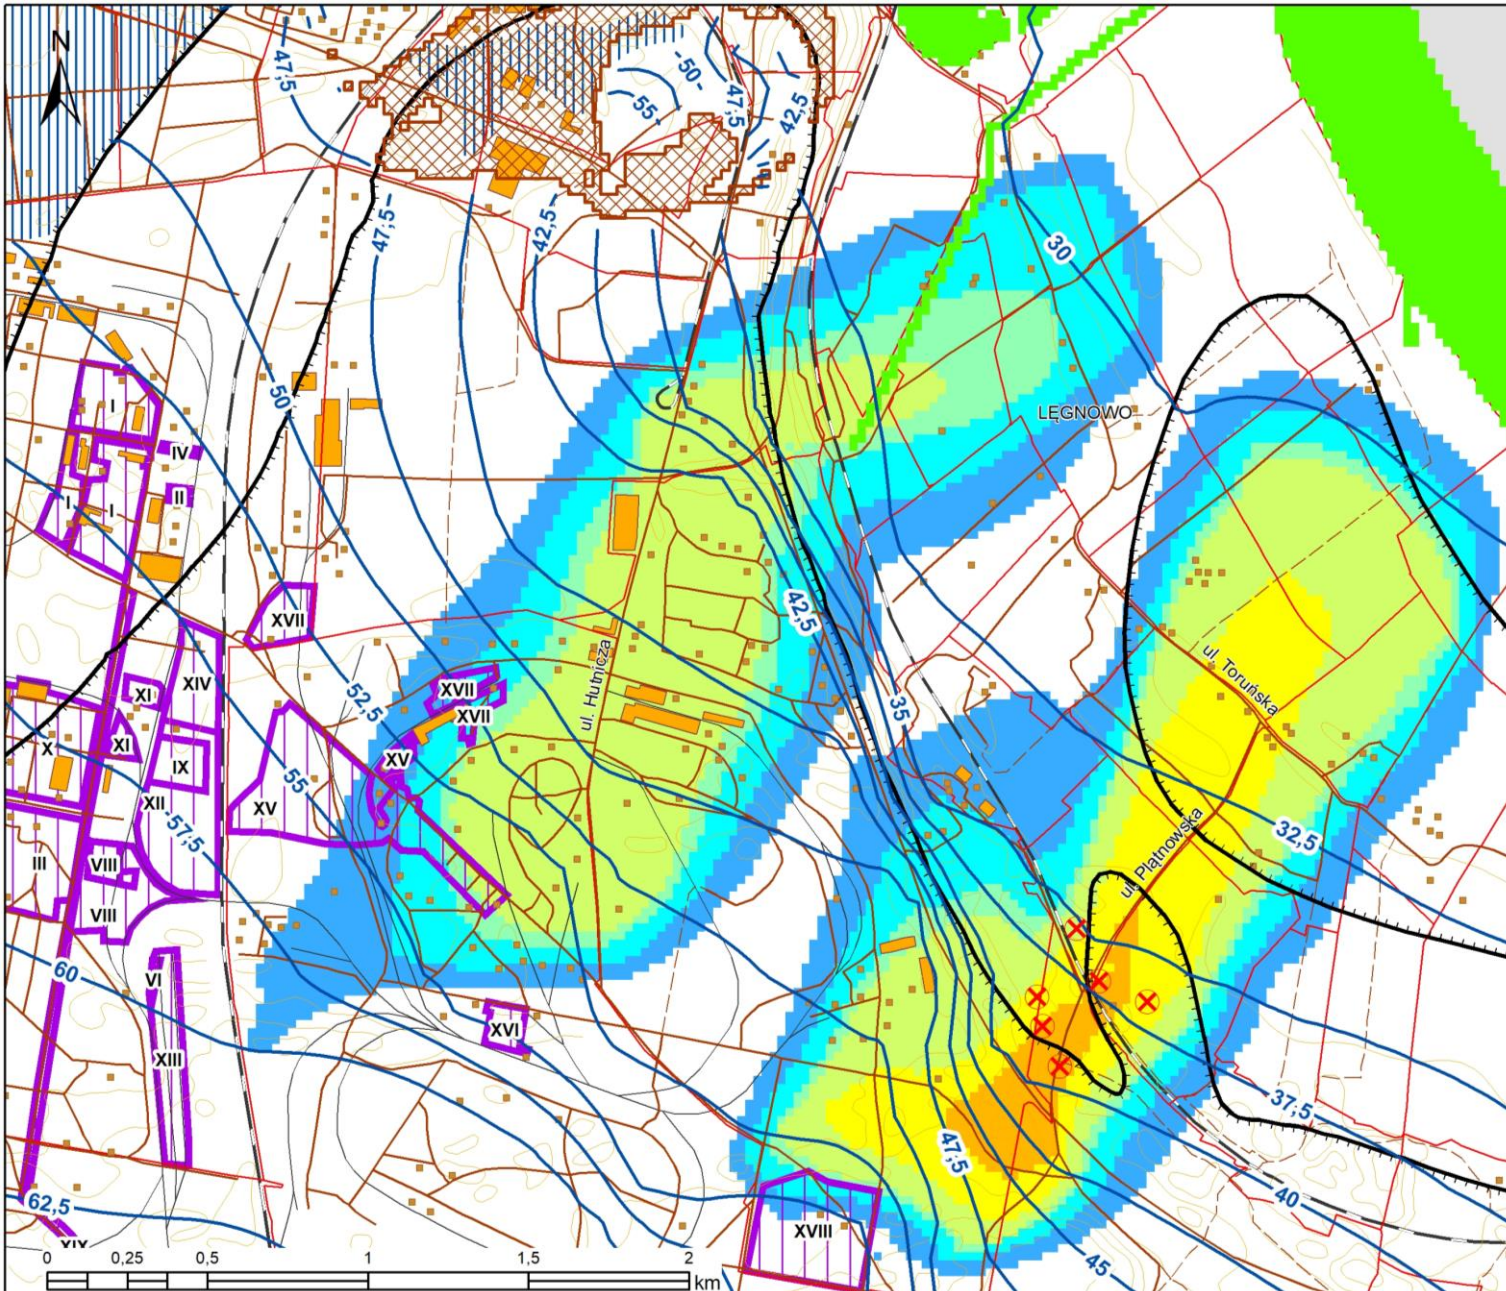 N
47,5
-50-
55-
47,5
42,5
47,5-
42,5-
30
50
I
IV
LĘGNOWO
I
I
II
42,5
XVII
ul. Hutnicza
ul. Toruńska
XIV
XI
52,5
XVII
XVII
35
X
XI
IX
XV
55
XV
XII
-57,5
ul. Plątnowska
32,5
III
VIII
VIII
60
VI
XVI
XIII
37,5
47,5
40
62,5
XVIII
45
XIX
0 0,25 0,5 1 1,5 2
km